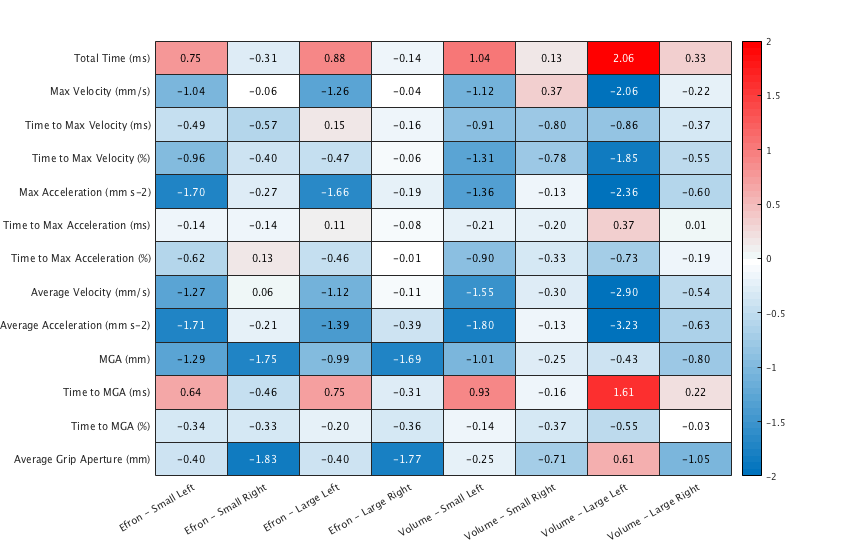 Total Time (ms) 0.75 −0.31 0.88 −0.14 1.04 0.13 2.06 0.33
Max Velocity (mm/s) −1.04 −0.06 −1.26 −0.04 −1.12 0.37 −2.06 −0.22
Time to Max Velocity (ms) −0.49 −0.57 0.15 −0.16 −0.91 −0.80 −0.86 −0.37
Time to Max Velocity (%) −0.96 −0.40 −0.47 −0.06 −1.31 −0.78 −1.85 −0.55
Max Acceleration (mm s-2) −1.70 −0.27 −1.66 −0.19 −1.36 −0.13 −2.36 −0.60
Time to Max Acceleration (ms) −0.14 −0.14 0.11 −0.08 −0.21 −0.20 0.37 0.01
Time to Max Acceleration (%) −0.62 0.13 −0.46 −0.01 −0.90 −0.33 −0.73 −0.19
Average Velocity (mm/s) −1.27 0.06 −1.12 −0.11 −1.55 −0.30 −2.90 −0.54
Average Acceleration (mm s-2) −1.71 −0.21 −1.39 −0.39 −1.80 −0.13 −3.23 −0.63
MGA (mm) −1.29 −1.75 −0.99 −1.69 −1.01 −0.25 −0.43 −0.80
Time to MGA (ms) 0.64 −0.46 0.75 −0.31 0.93 −0.16 1.61 0.22
Time to MGA (%) −0.34 −0.33 −0.20 −0.36 −0.14 −0.37 −0.55 −0.03
Average Grip Aperture (mm) −0.40 −1.83 −0.40 −1.77 −0.25 −0.71 0.61 −1.05
Efron - Small Left
Efron - Small Right
Efron - Large Left
Efron - Large Right
Volume - Small Left
Volume - Small Right
Volume - Large Left
Volume - Large Right
2
1.5
1
0.5
0
−0.5
−1
−1.5
−2